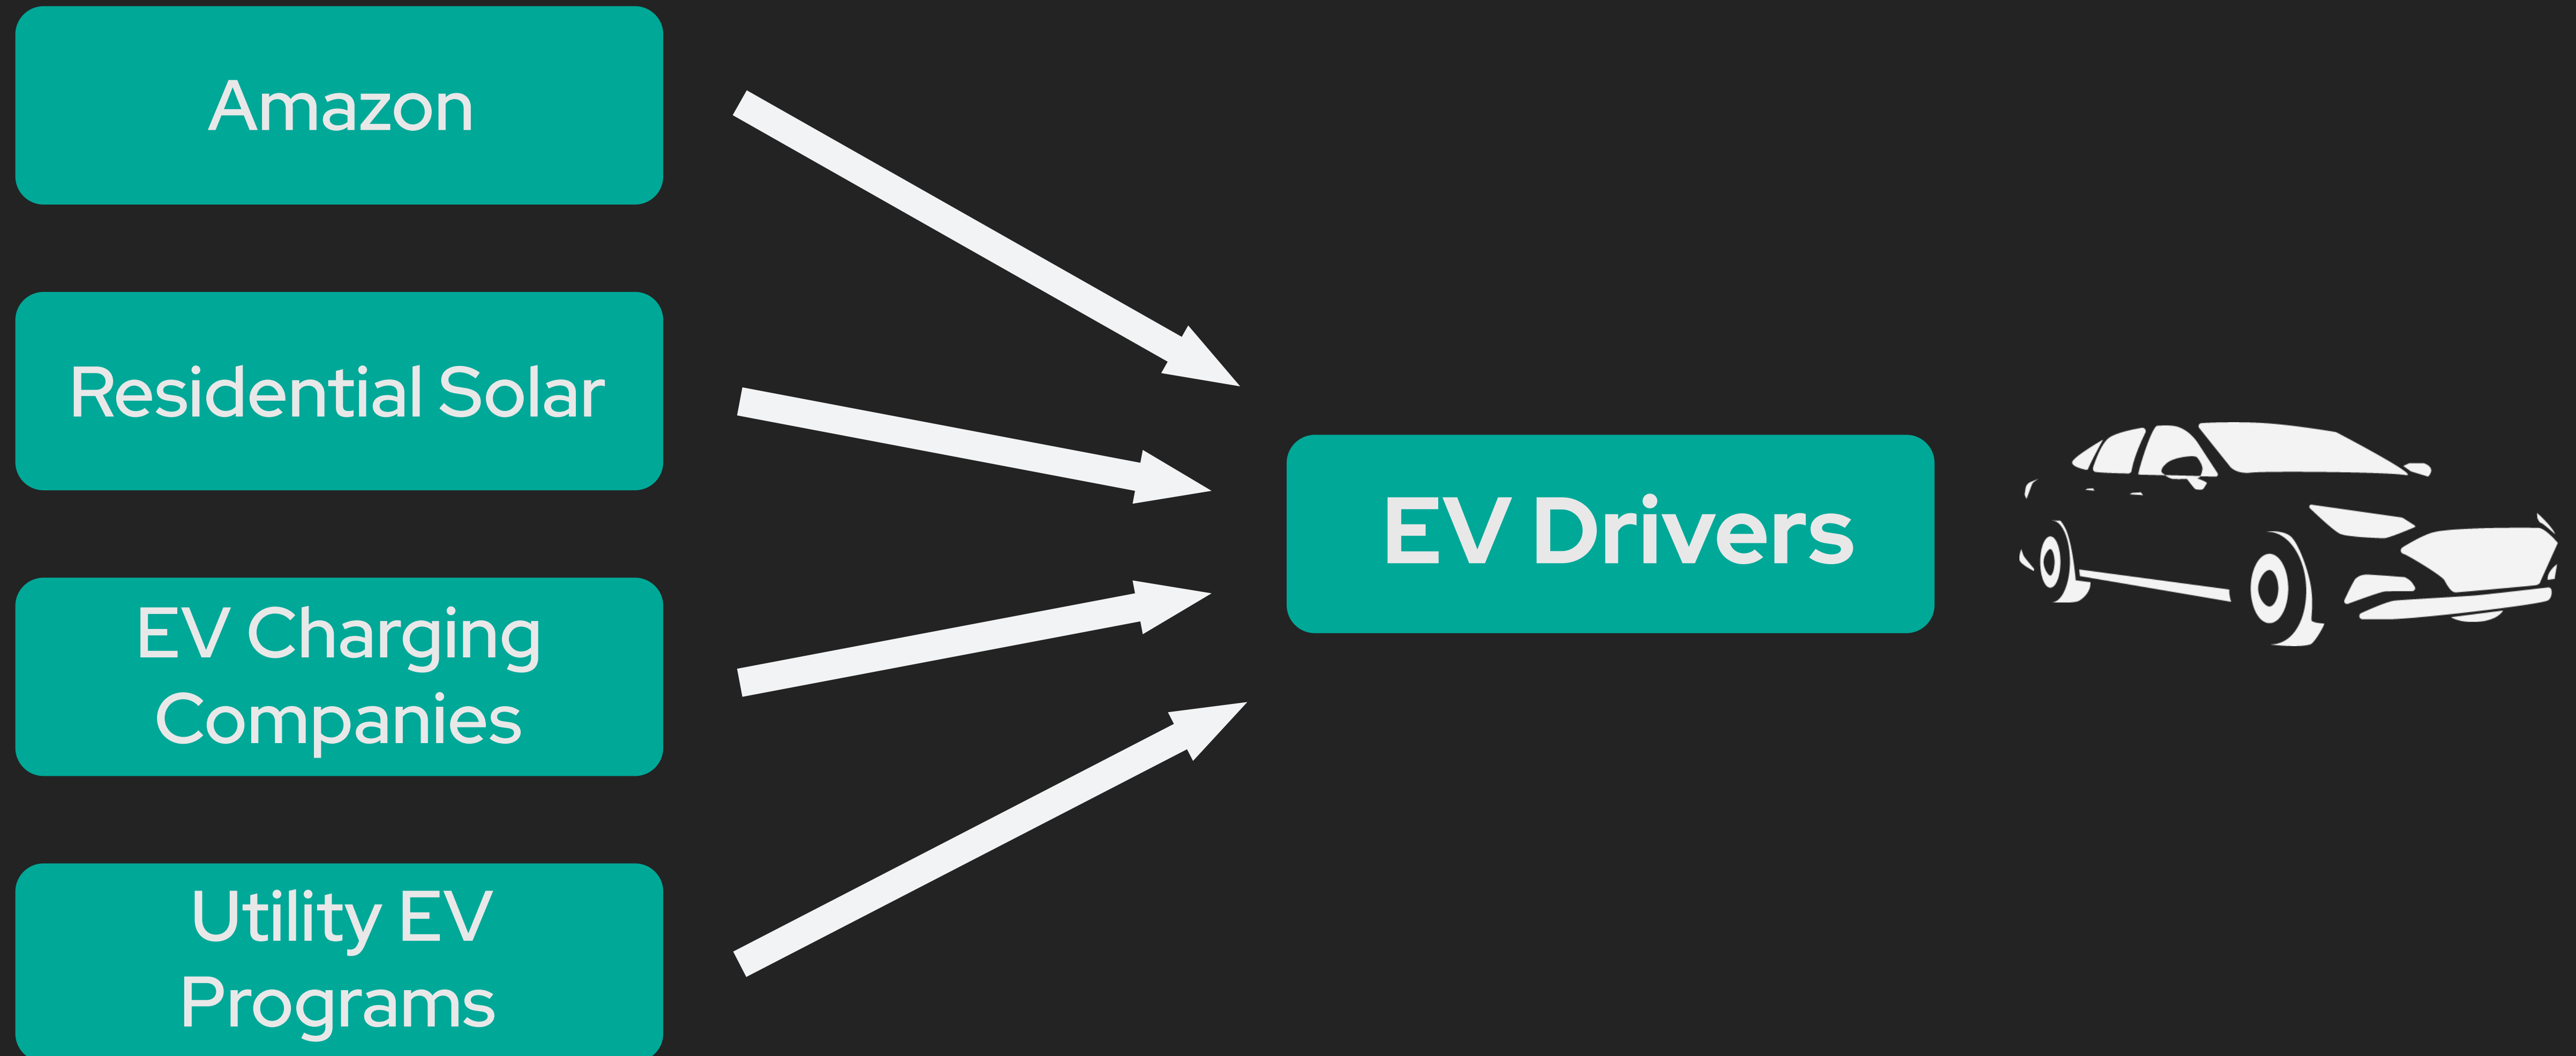 Amazon
Residential Solar
EV Charging
Companies
Utility EV
Programs
EV Drivers